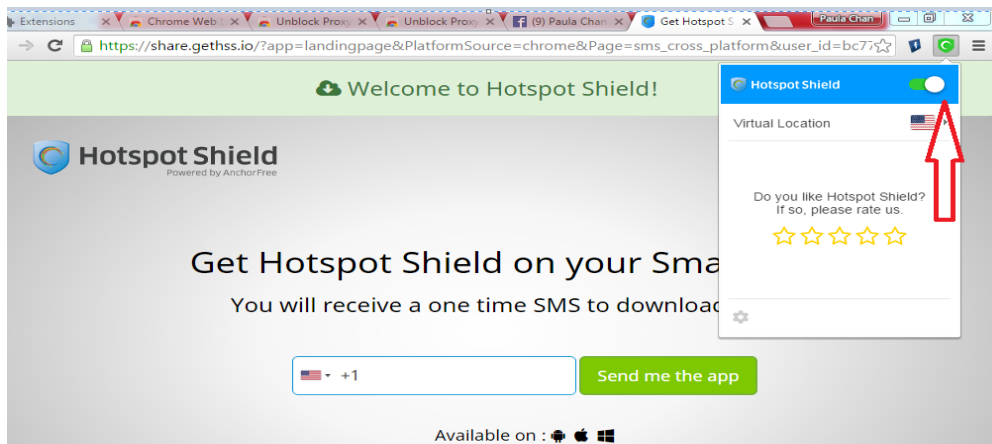 Extensions
Chrome Web
Unblock Proxy
Unblock Proxy
(9) Paula Chan
Get Hotspot S
Paula Chan
https://share.gethss.io/?app=landingpage&PlatformSource=chrome&Page=sms_cross_platform&user_id=bc77
Welcome to Hotspot Shield!
Hotspot Shield
Virtual Location
Hotspot Shield
Powered by AnchorFree
Do you like Hotspot Shield?
If so, please rate us.
Get Hotspot Shield on your Sma
You will receive a one time SMS to download
+1
Send me the app
Available on :